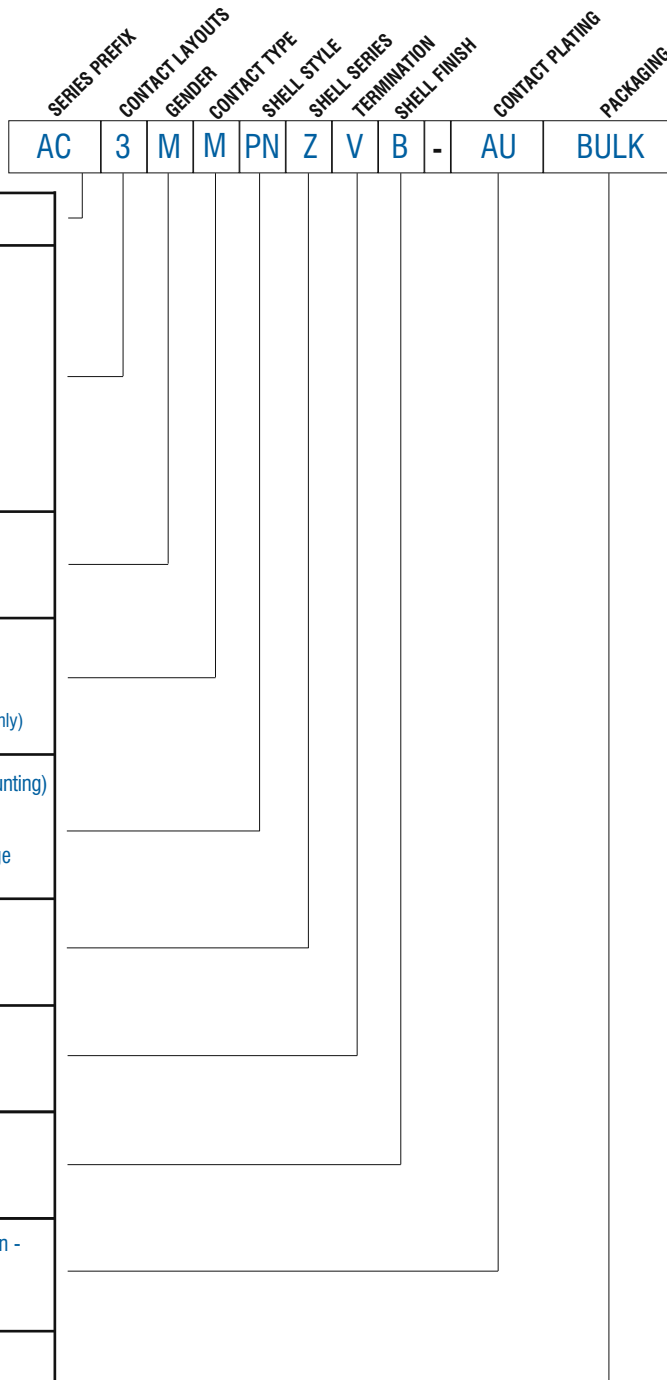 SERIES PREFIX
CONTACT LAYOUTS
GENDER
CONTACT TYPE
SHELL STYLE
SHELL SERIES
TERMINATION
SHELL FINISH
CONTACT PLATING
PACKAGING
AC 3 M M PN Z V B - AU BULK
nly)
unting)
ge
n -